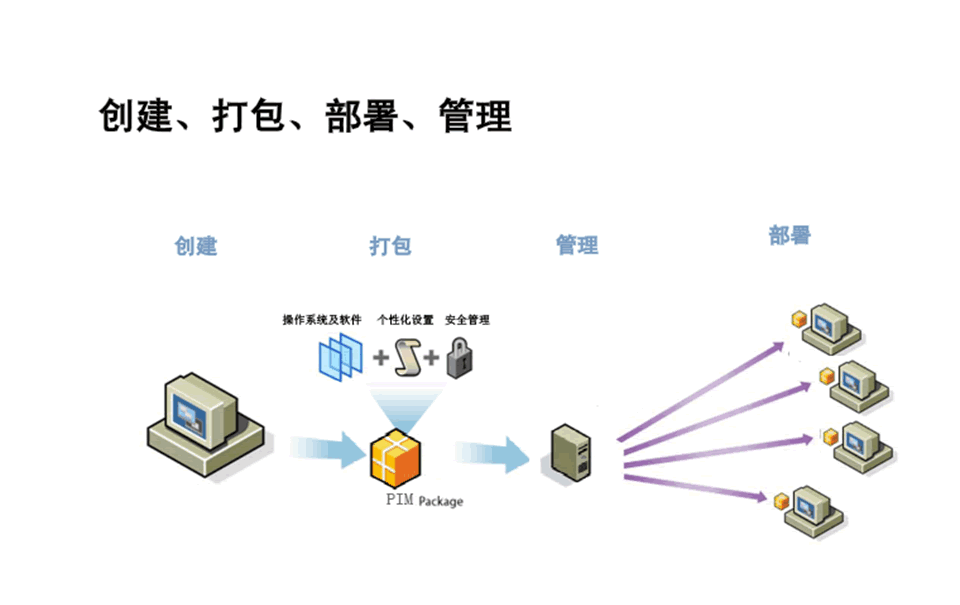 创建、打包、部署、管理
创建
打包
管理
部署
操作系统及软件 个性化设置 安全管理
PIM Package